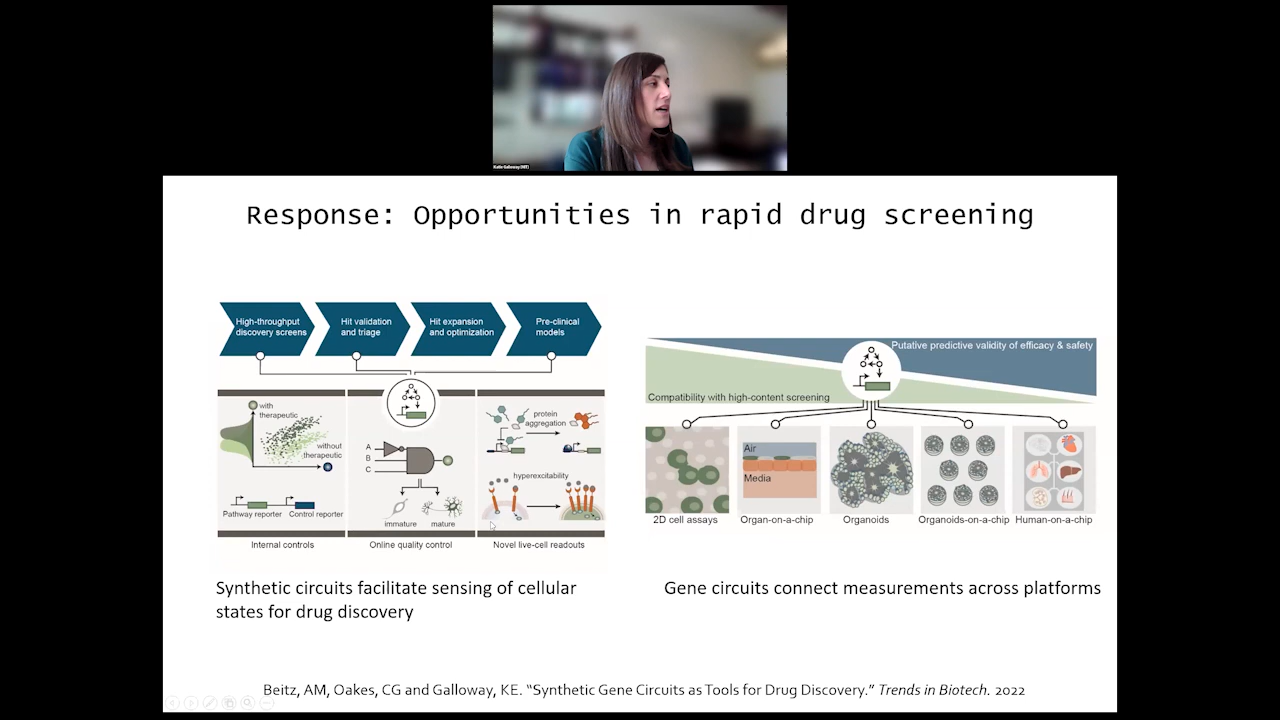 Katie Galloway (MIT)
Response: Opportunities in rapid drug screening
High-throughput
discovery screens
Hit validation
and triage
Hit expansion
and optimization
Pre-clinical
models
with
therapeutic
without
therapeutic
Pathway reporter
Control reporter
A
B
C
immature
mature
protein
aggregation
hyperexcitability
Internal controls
Online quality control
Novel live-cell readouts
Putative predictive validity of efficacy & safety
Compatibility with high-content screening
Air
Media
2D cell assays
Organ-on-a-chip
Organoids
Organoids-on-a-chip
Human-on-a-chip
Synthetic circuits facilitate sensing of cellular
states for drug discovery
Gene circuits connect measurements across platforms
Beitz, AM, Oakes, CG and Galloway, KE. “Synthetic Gene Circuits as Tools for Drug Discovery.” Trends in Biotech. 2022